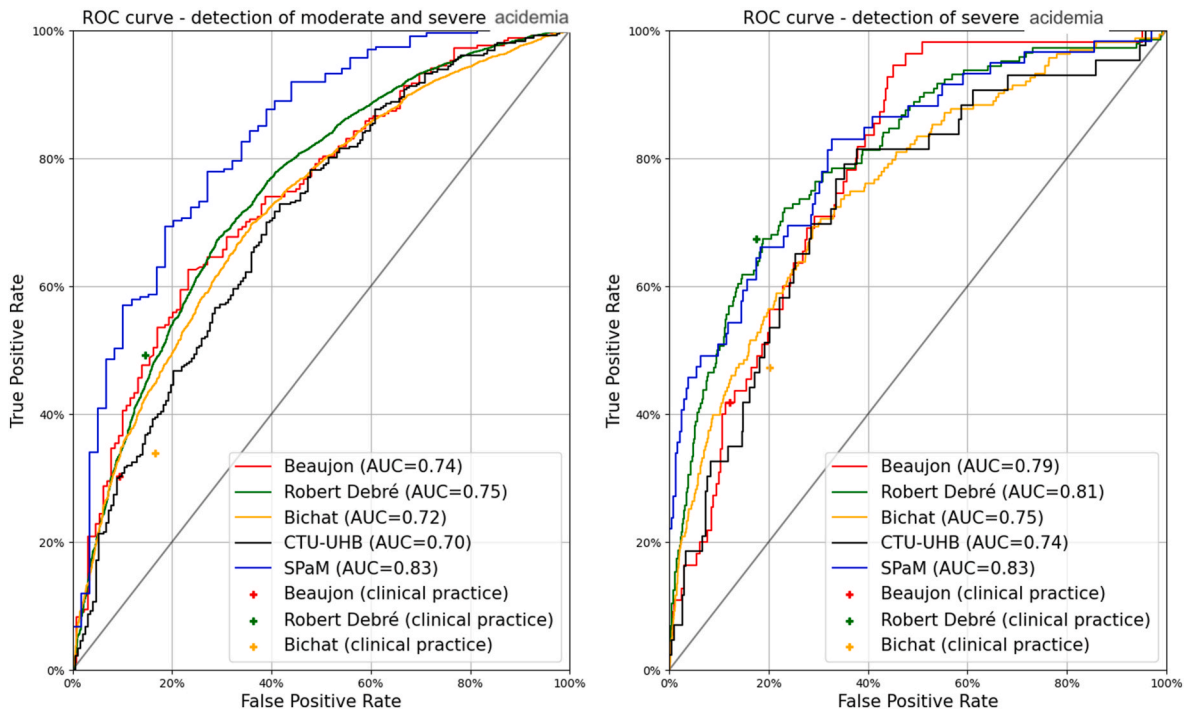 ROC curve - detection of moderate and severe acidemia
100%
80%
60%
40%
20%
0%
True Positive Rate
Beaujon (AUC=0.74)
Robert Debré (AUC=0.75)
Bichat (AUC=0.72)
CTU-UHB (AUC=0.70)
SPaM (AUC=0.83)
Beaujon (clinical practice)
Robert Debré (clinical practice)
Bichat (clinical practice)
0% 20% 40% 60% 80% 100%
False Positive Rate
ROC curve - detection of severe acidemia
100%
80%
60%
40%
20%
0%
True Positive Rate
Beaujon (AUC=0.79)
Robert Debré (AUC=0.81)
Bichat (AUC=0.75)
CTU-UHB (AUC=0.74)
SPaM (AUC=0.83)
Beaujon (clinical practice)
Robert Debré (clinical practice)
Bichat (clinical practice)
0% 20% 40% 60% 80% 100%
False Positive Rate